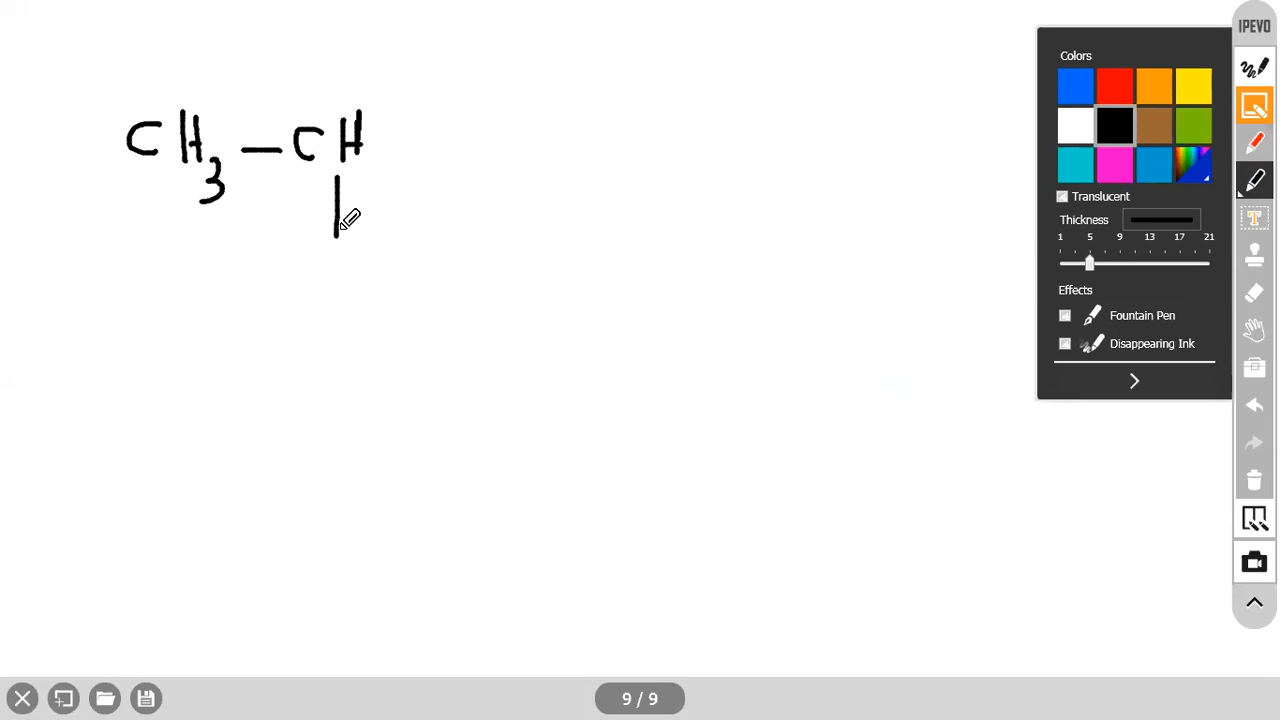 IPEVO
Colors
CH3 – CH
|
Translucent
Thickness
1 5 9 13 17 21
T
Effects
Fountain Pen
Disappearing Ink
9 / 9